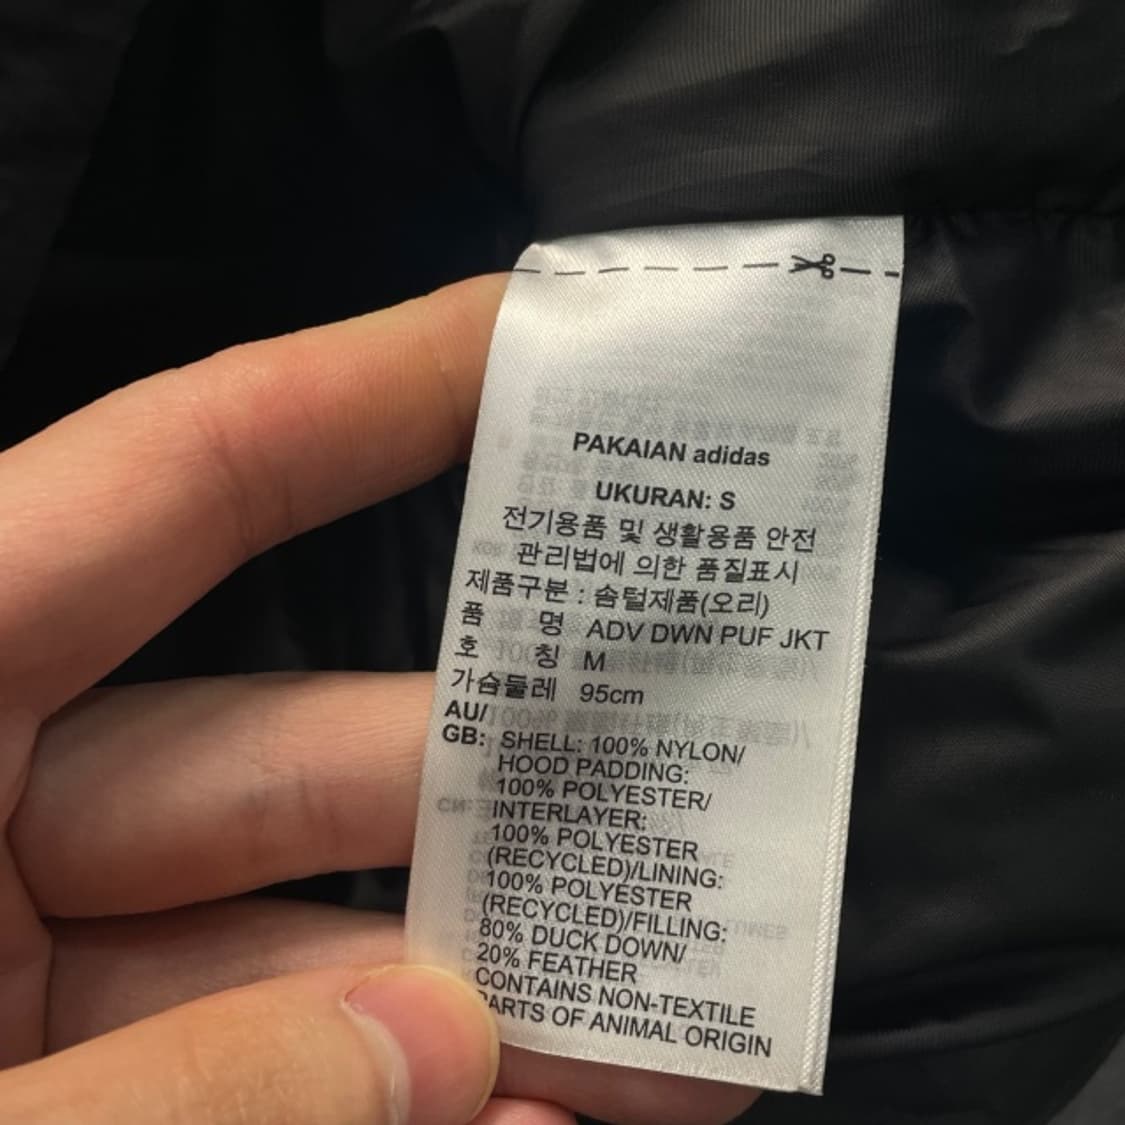 PAKAIAN adidas
UKURAN: S
전기용품 및 생활용품 안전
관리법에 의한 품질표시
제품구분 : 솜털제품(오리)
품 명 ADV DWN PUF JKT
호 칭 M
가슴둘레 95cm
AU/
GB: SHELL: 100% NYLON/
HOOD PADDING:
100% POLYESTER/
INTERLAYER:
100% POLYESTER
(RECYCLED)/LINING:
100% POLYESTER
(RECYCLED)/FILLING:
80% DUCK DOWN/
20% FEATHER
CONTAINS NON-TEXTILE
PARTS OF ANIMAL ORIGIN